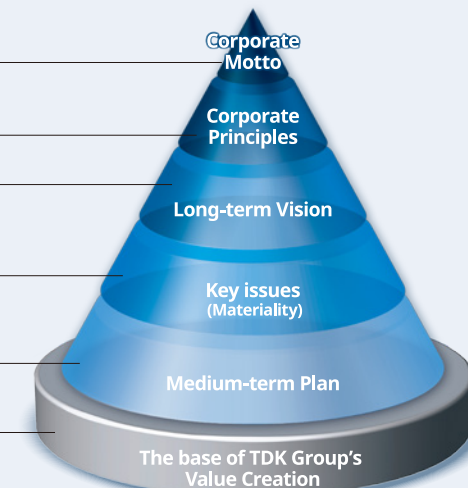 Corporate
Motto
Corporate
Principles
Long-term Vision
Key issues
(Materiality)
Medium-term Plan
The base of TDK Group's
Value Creation